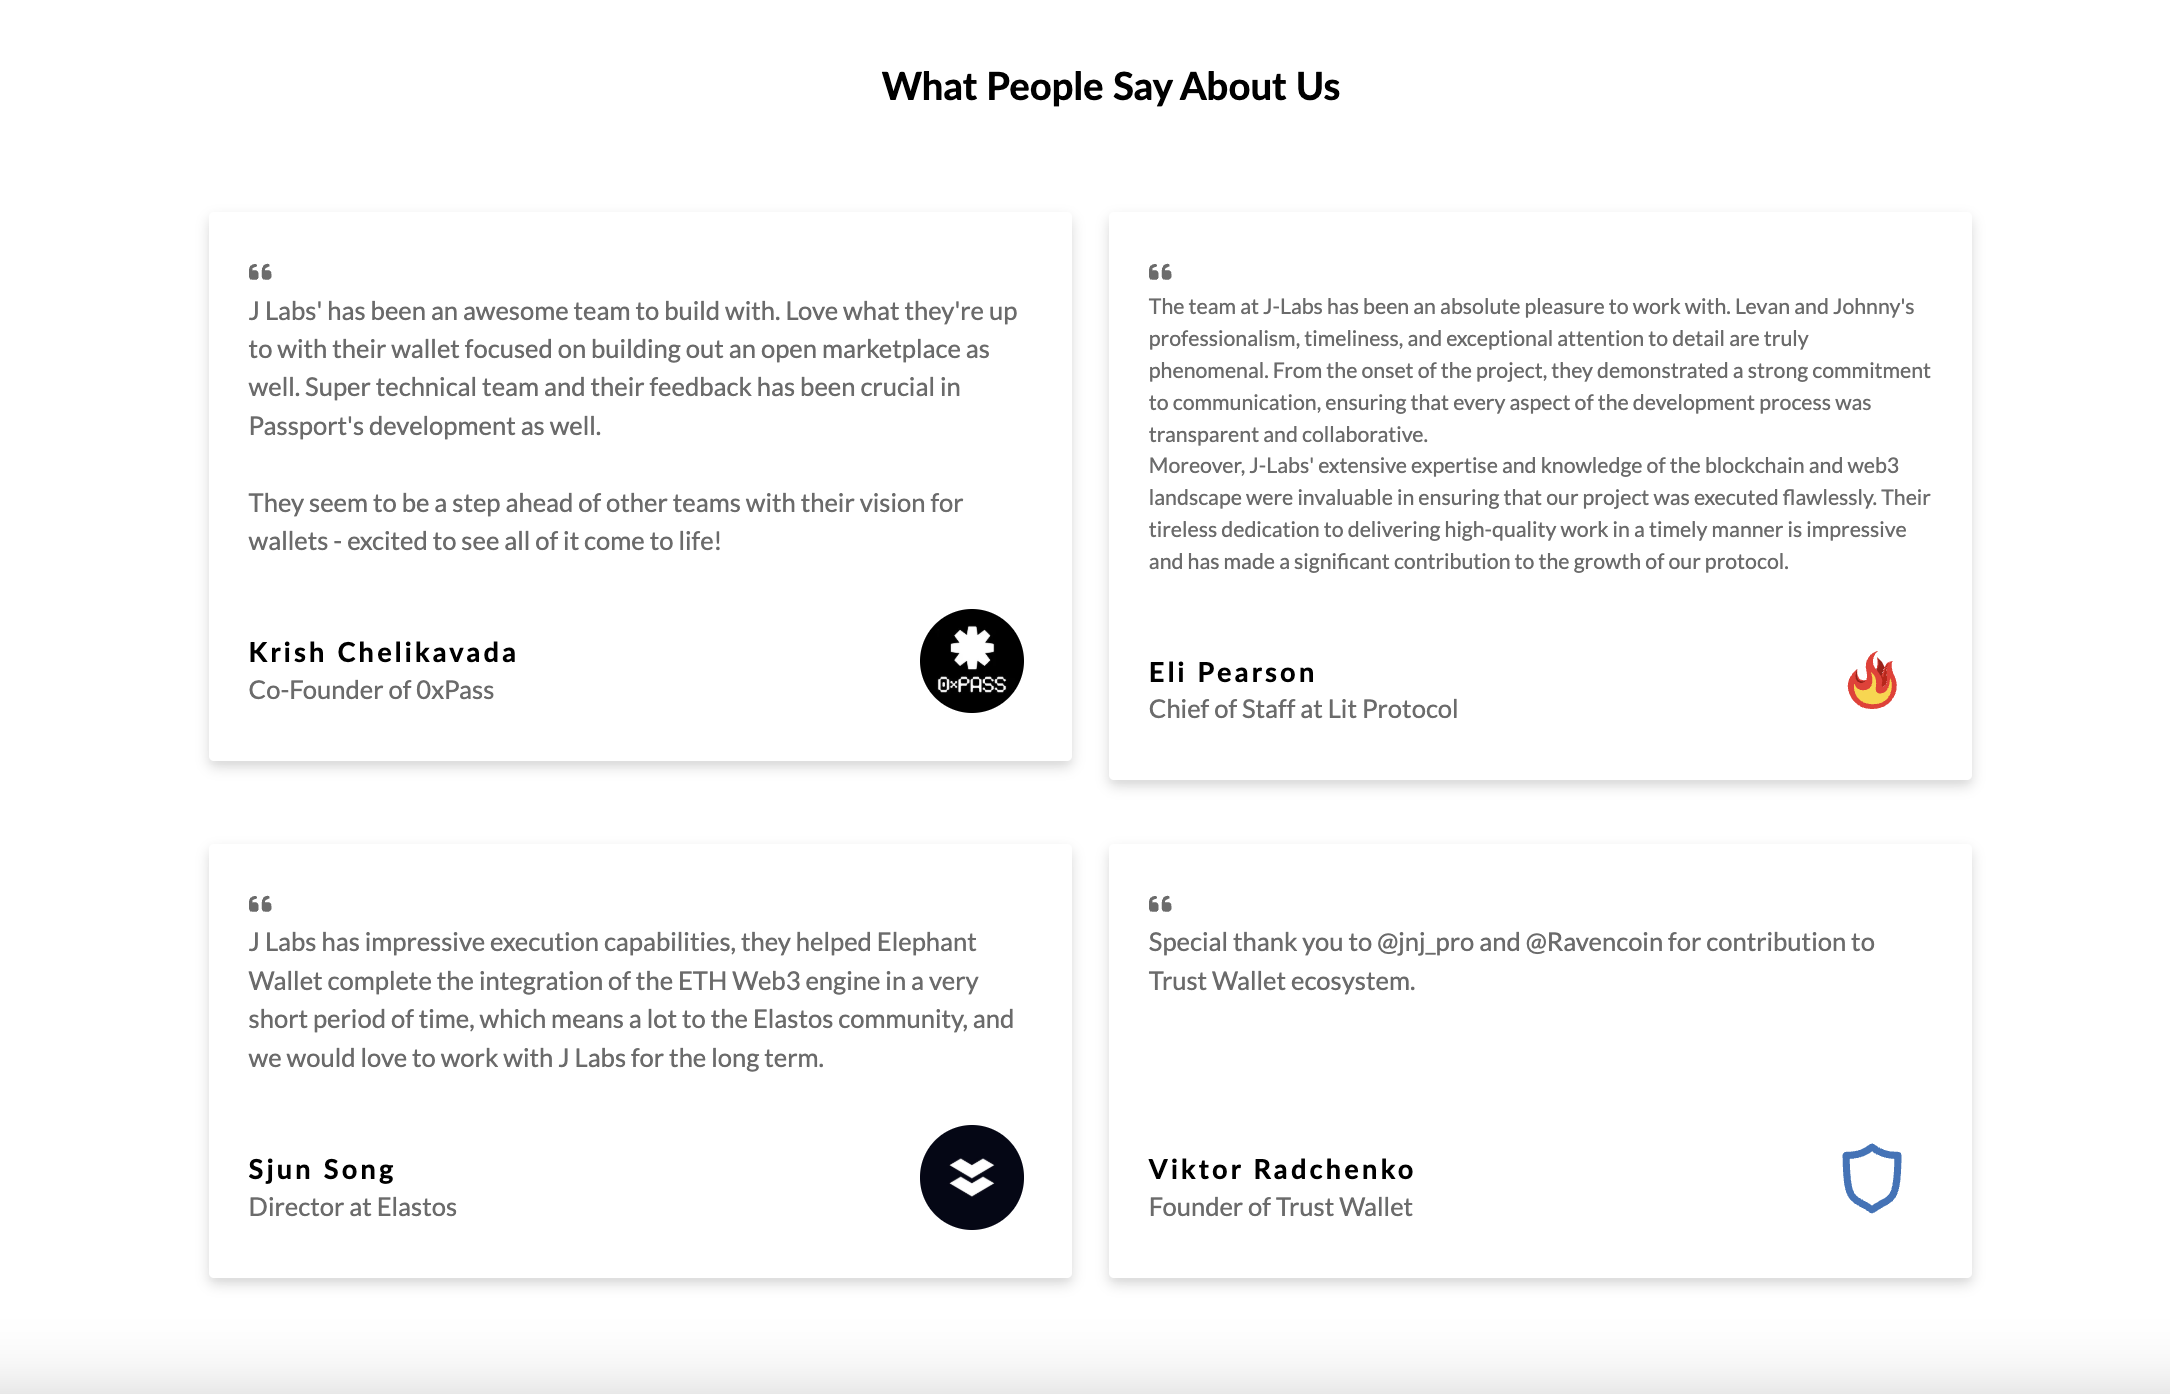 What People Say About Us
“
J Labs' has been an awesome team to build with. Love what they're up
to with their wallet focused on building out an open marketplace as
well. Super technical team and their feedback has been crucial in
Passport's development as well.
They seem to be a step ahead of other teams with their vision for
wallets - excited to see all of it come to life!
Krish Chelikavada
Co-Founder of 0xPass
0xPASS
“
The team at J-Labs has been an absolute pleasure to work with. Levan and Johnny's
professionalism, timeliness, and exceptional attention to detail are truly
phenomenal. From the onset of the project, they demonstrated a strong commitment
to communication, ensuring that every aspect of the development process was
transparent and collaborative.
Moreover, J-Labs' extensive expertise and knowledge of the blockchain and web3
landscape were invaluable in ensuring that our project was executed flawlessly. Their
tireless dedication to delivering high-quality work in a timely manner is impressive
and has made a significant contribution to the growth of our protocol.
Eli Pearson
Chief of Staff at Lit Protocol
“
J Labs has impressive execution capabilities, they helped Elephant
Wallet complete the integration of the ETH Web3 engine in a very
short period of time, which means a lot to the Elastos community, and
we would love to work with J Labs for the long term.
Sjun Song
Director at Elastos
“
Special thank you to @jnj_pro and @Ravencoin for contribution to
Trust Wallet ecosystem.
Viktor Radchenko
Founder of Trust Wallet